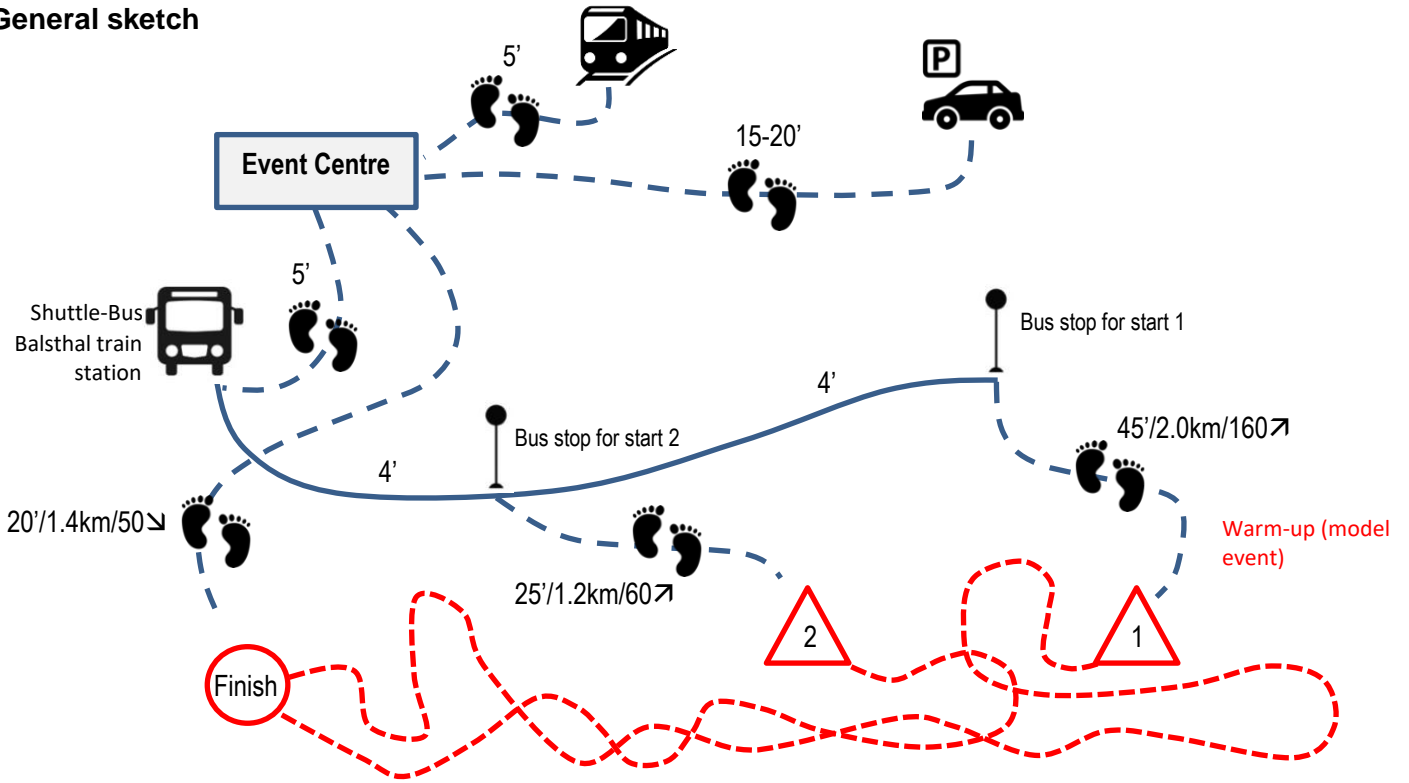 General sketch
5’
P
15-20’
Event Centre
5’
Shuttle-Bus
Balsthal train
station
Bus stop for start 1
4’
Bus stop for start 2
45’/2.0km/160↗
4’
20’/1.4km/50↘
Warm-up (model
event)
25’/1.2km/60↗
2
1
Finish